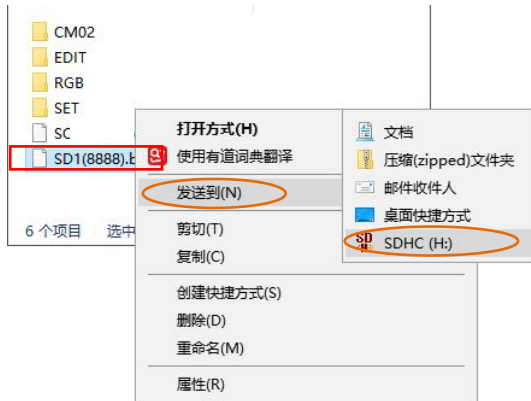 CM02
EDIT
RGB
SET
SC
SD1(8888).b
6 个项目 选中
打开方式(H)
使用有道词典翻译
发送到(N)
剪切(T)
复制(C)
创建快捷方式(S)
删除(D)
重命名(M)
属性(R)
文档
压缩(zipped)文件夹
邮件收件人
桌面快捷方式
SDHC (H:)